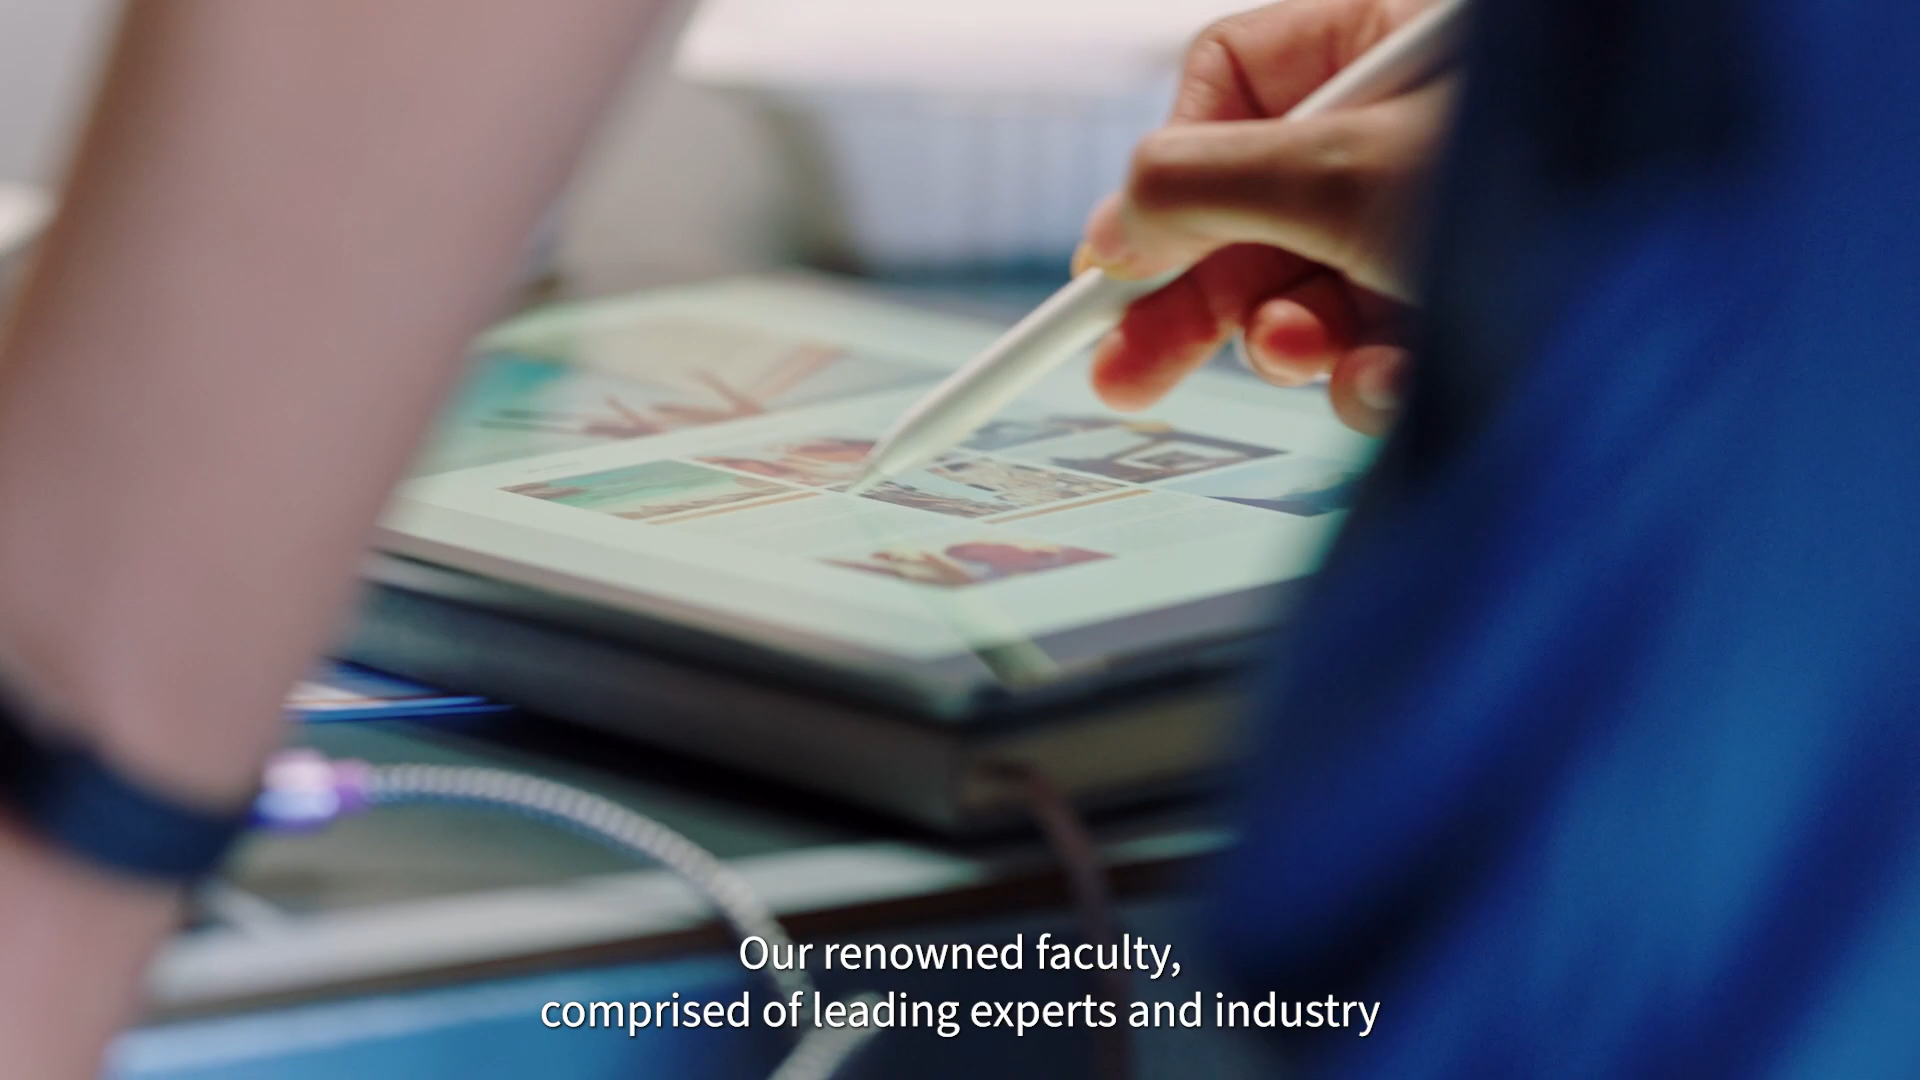 Our renowned faculty,
comprised of leading experts and industry